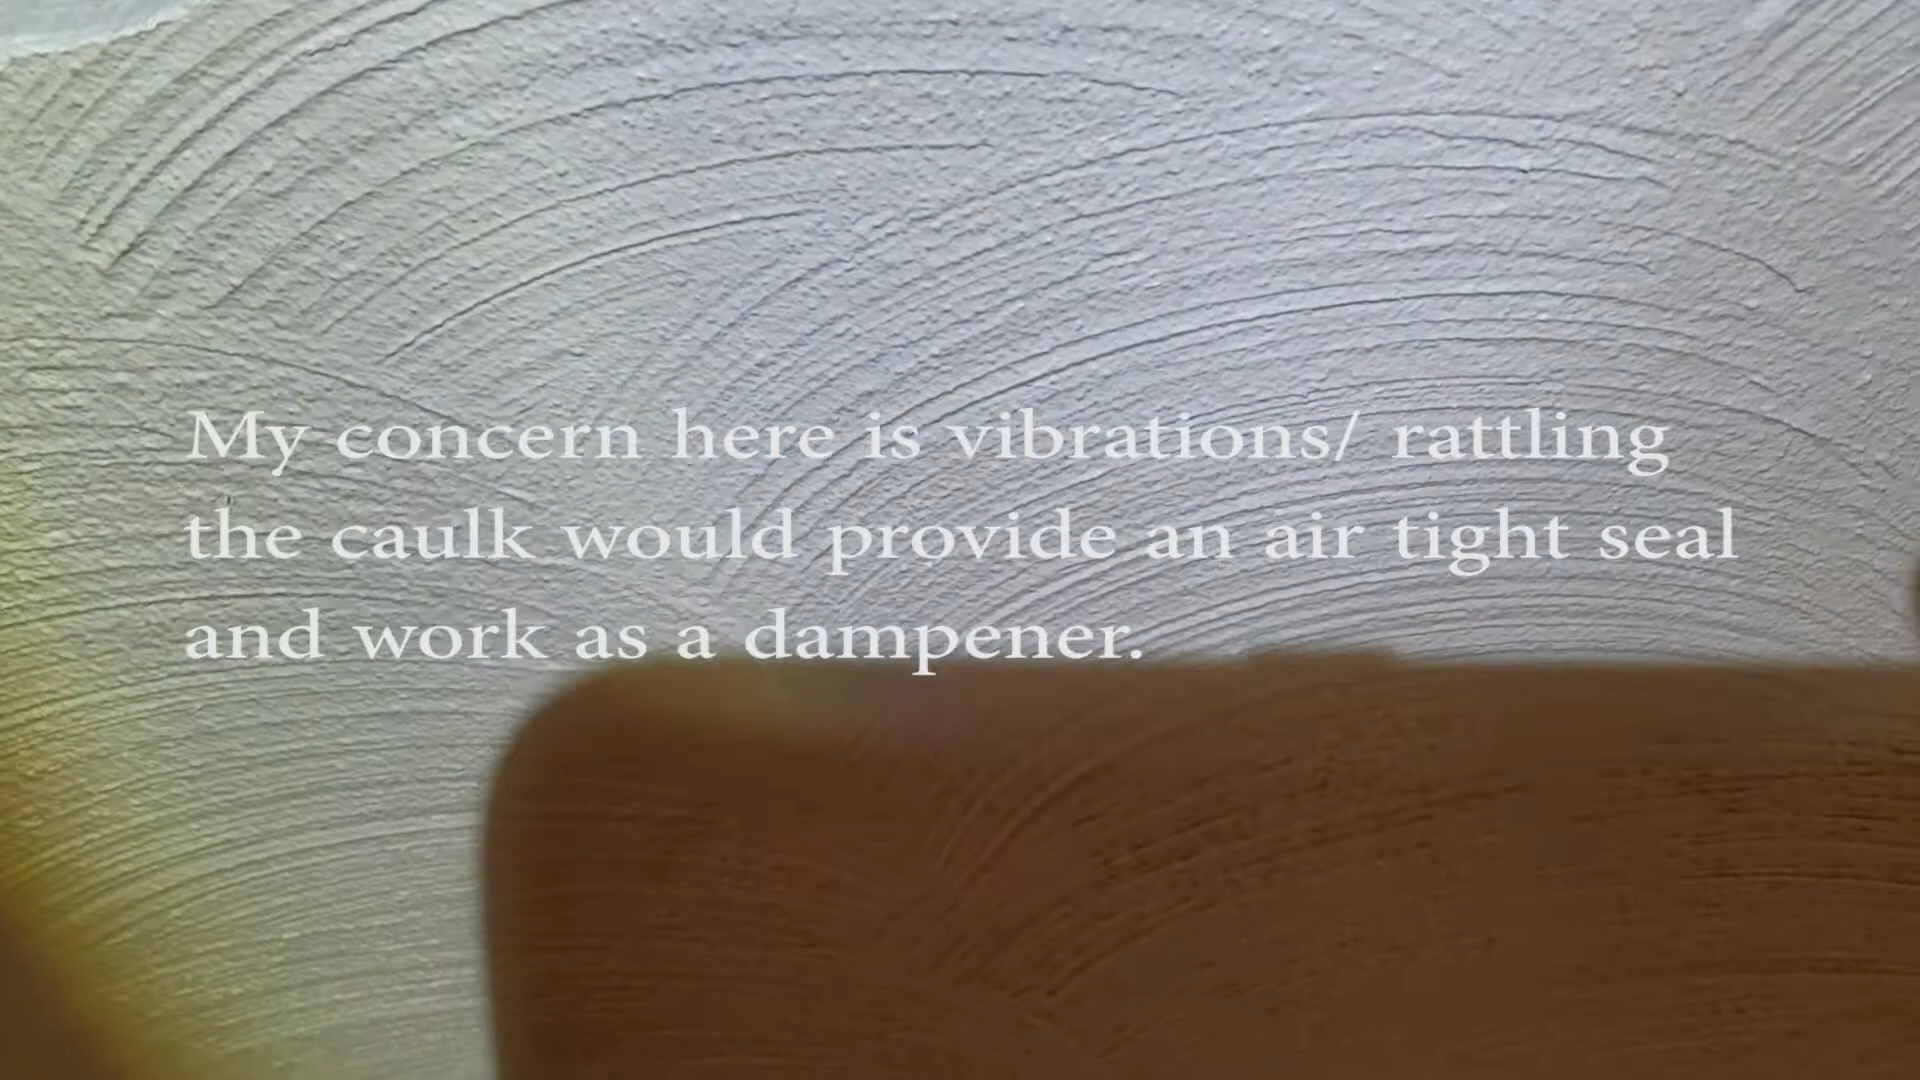 My concern here is vibrations/ rattling
the caulk would provide an air tight seal
and work as a dampener.